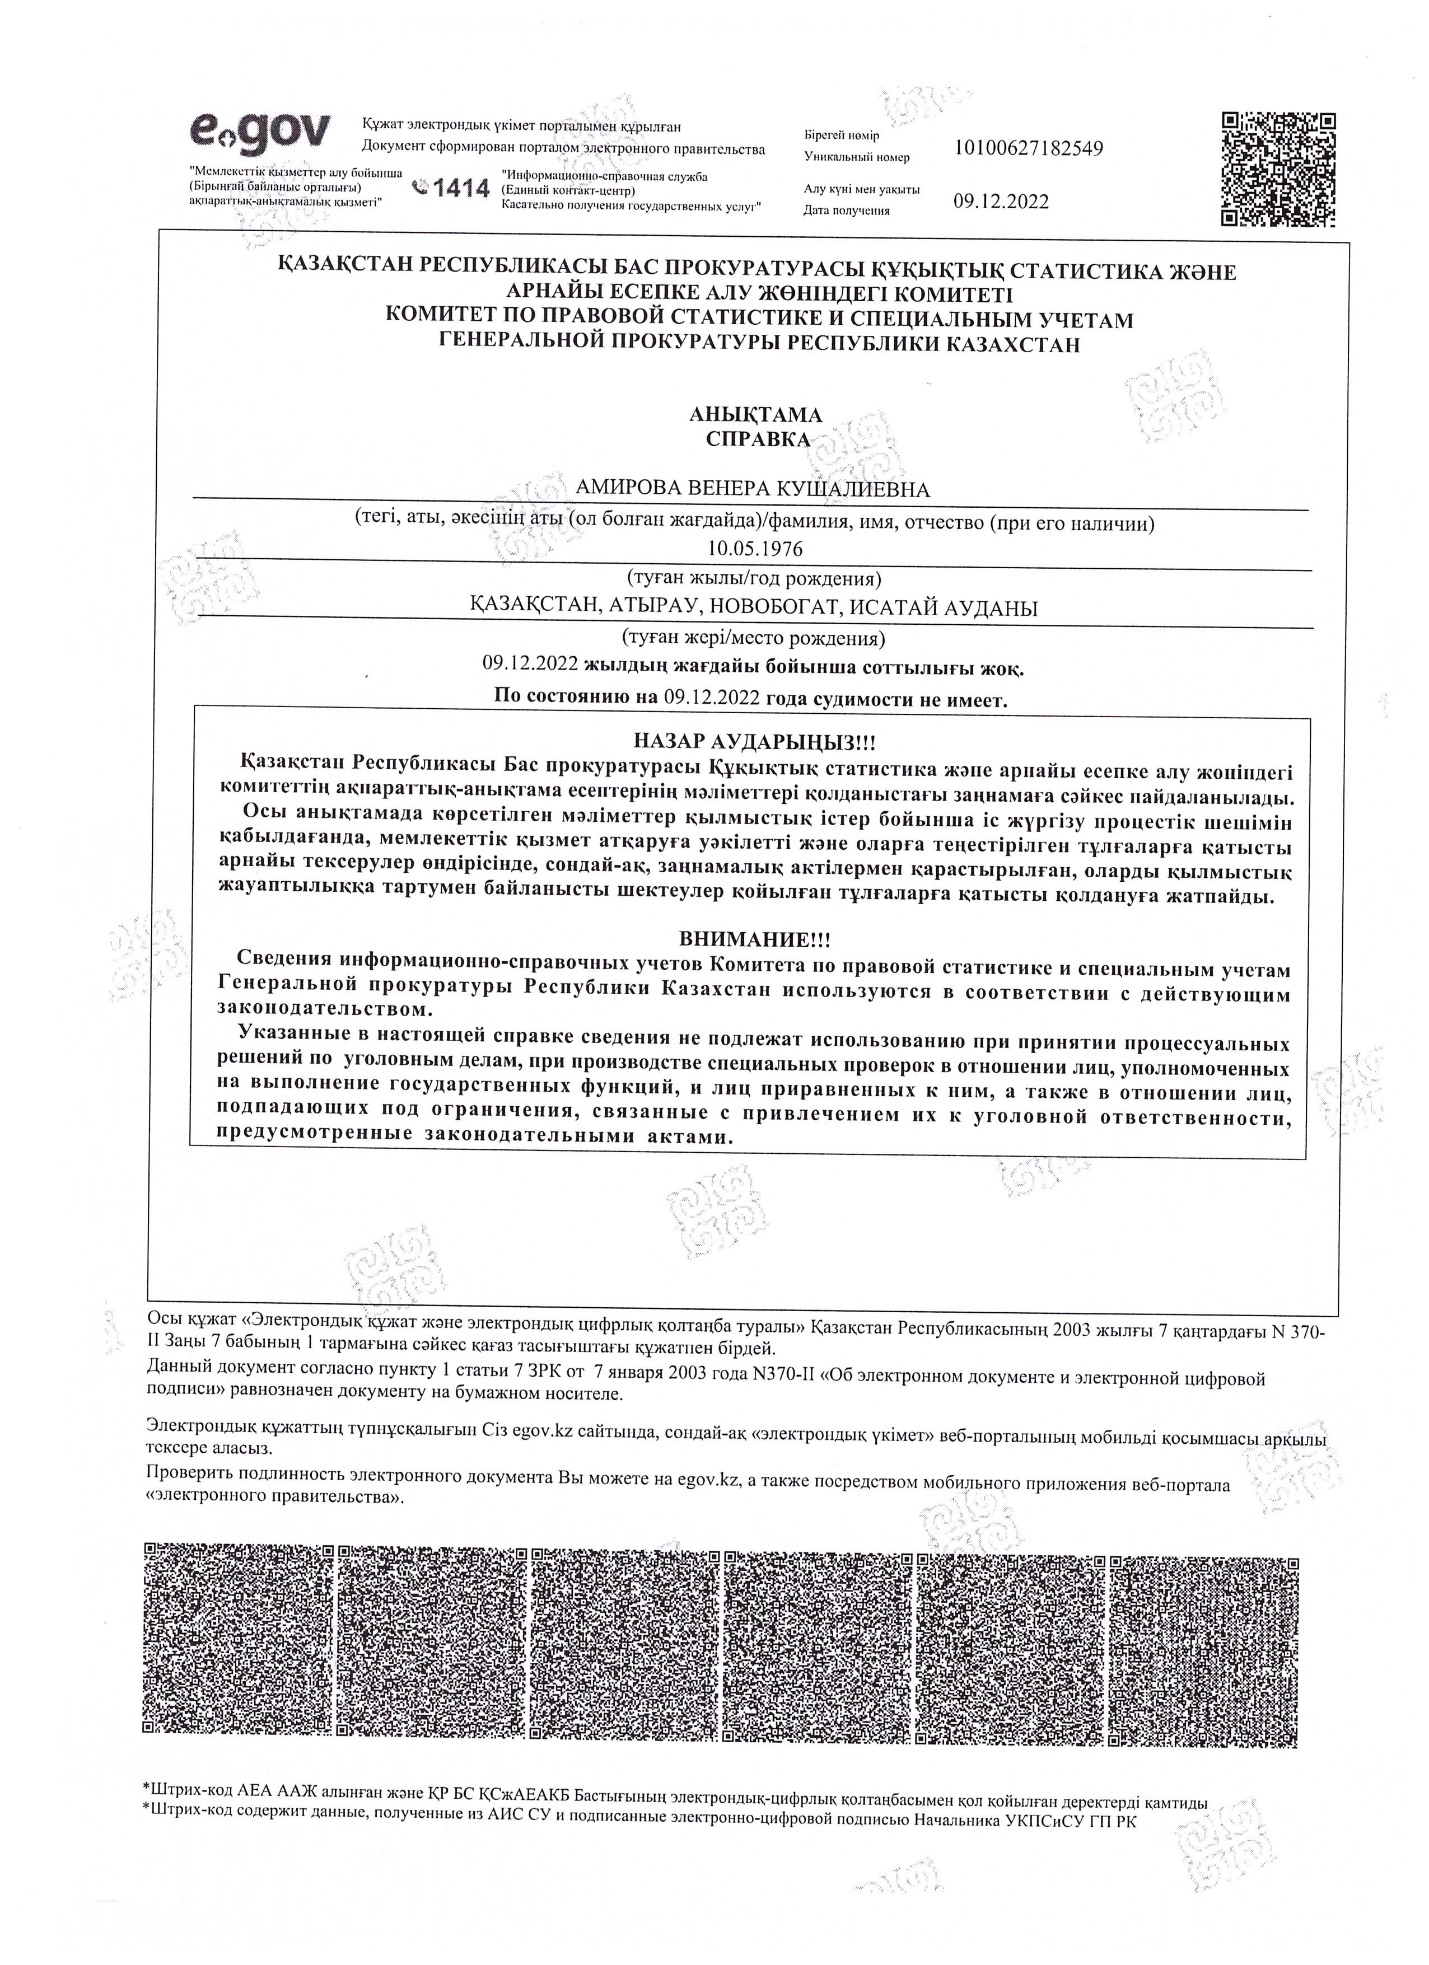 e.gov
Құжат электрондық үкімет порталымен құрылған
Документ сформирован порталом электронного правительства
"Мемлекеттік қызметтер алу бойынша
(Бірыңғай байланыс орталығы)
ақпараттық-анықтамалық қызметі"
1414
"Информационно-справочная служба
(Единый контакт-центр)
Касательно получения государственных услуг"
Бірегей нөмір
Уникальный номер
10100627182549
Алу күні мен уақыты
Дата получения
09.12.2022
ҚАЗАҚСТАН РЕСПУБЛИКАСЫ БАС ПРОКУРАТУРАСЫ ҚҰҚЫҚТЫҚ СТАТИСТИКА ЖӘНЕ
АРНАЙЫ ЕСЕПКЕ АЛУ ЖӨНІНДЕГІ КОМИТЕТІ
КОМИТЕТ ПО ПРАВОВОЙ СТАТИСТИКЕ И СПЕЦИАЛЬНЫМ УЧЕТАМ
ГЕНЕРАЛЬНОЙ ПРОКУРАТУРЫ РЕСПУБЛИКИ КАЗАХСТАН
АНЫҚТАМА
СПРАВКА
АМИРОВА ВЕНЕРА КУШАЛИЕВНА
(тегі, аты, әкесінің аты (ол болған жағдайда)/фамилия, имя, отчество (при его наличии)
10.05.1976
(туған жылы/год рождения)
ҚАЗАҚСТАН, АТЫРАУ, НОВОБОГАТ, ИСАТАЙ АУДАНЫ
(туған жері/место рождения)
09.12.2022 жылдың жағдайы бойынша соттылығы жоқ.
По состоянию на 09.12.2022 года судимости не имеет.
НАЗАР АУДАРЫҢЫЗ!!!
Қазақстан Республикасы Бас прокуратурасы Құқықтық статистика және арнайы есепке алу жөніндегі
комитеттің ақпараттық-анықтама есептерінің мәліметтері қолданыстағы заңнамаға сәйкес пайдаланылады.
Осы анықтамада көрсетілген мәліметтер қылмыстық істер бойынша іс жүргізу процестік шешімін
қабылдағанда, мемлекеттік қызмет атқаруға уәкілетті және оларға теңестірілген тұлғаларға қатысты
арнайы тексерулер өндірісінде, сондай-ақ, заңнамалық актілермен қарастырылған, оларды қылмыстық
жауаптылыққа тартумен байланысты шектеулер қойылған тұлғаларға қатысты қолдануға жатпайды.
ВНИМАНИЕ!!!
Сведения информационно-справочных учетов Комитета по правовой статистике и специальным учетам
Генеральной прокуратуры Республики Казахстан используются в соответствии с действующим
законодательством.
Указанные в настоящей справке сведения не подлежат использованию при принятии процессуальных
решений по уголовным делам, при производстве специальных проверок в отношении лиц, уполномоченных
на выполнение государственных функций, и лиц приравненных к ним, а также в отношении лиц,
подпадающих под ограничения, связанные с привлечением их к уголовной ответственности,
предусмотренные законодательными актами.
Осы құжат «Электрондық құжат және электрондық цифрлық қолтаңба туралы» Қазақстан Республикасының 2003 жылғы 7 қаңтардағы N 370-
II Заңы 7 бабының 1 тармағына сәйкес қағаз тасығыштағы құжатпен бірдей.
Данный документ согласно пункту 1 статьи 7 ЗРК от 7 января 2003 года N370-II «Об электронном документе и электронной цифровой
подписи» равнозначен документу на бумажном носителе.
Электрондық құжаттың түпнұсқалығын Сіз egov.kz сайтында, сондай-ақ «электрондық үкімет» веб-порталының мобильді қосымшасы арқылы
тексере аласыз.
Проверить подлинность электронного документа Вы можете на egov.kz, а также посредством мобильного приложения веб-портала
«электронного правительства».
*Штрих-код АЕА ААЖ алынған және ҚР БС ҚСжАЕАКБ Бастығының электрондық-цифрлық қолтаңбасымен қол қойылған деректерді қамтиды
*Штрих-код содержит данные, полученные из АИС СУ и подписанные электронно-цифровой подписью Начальника УКПСиСУ ГП РК